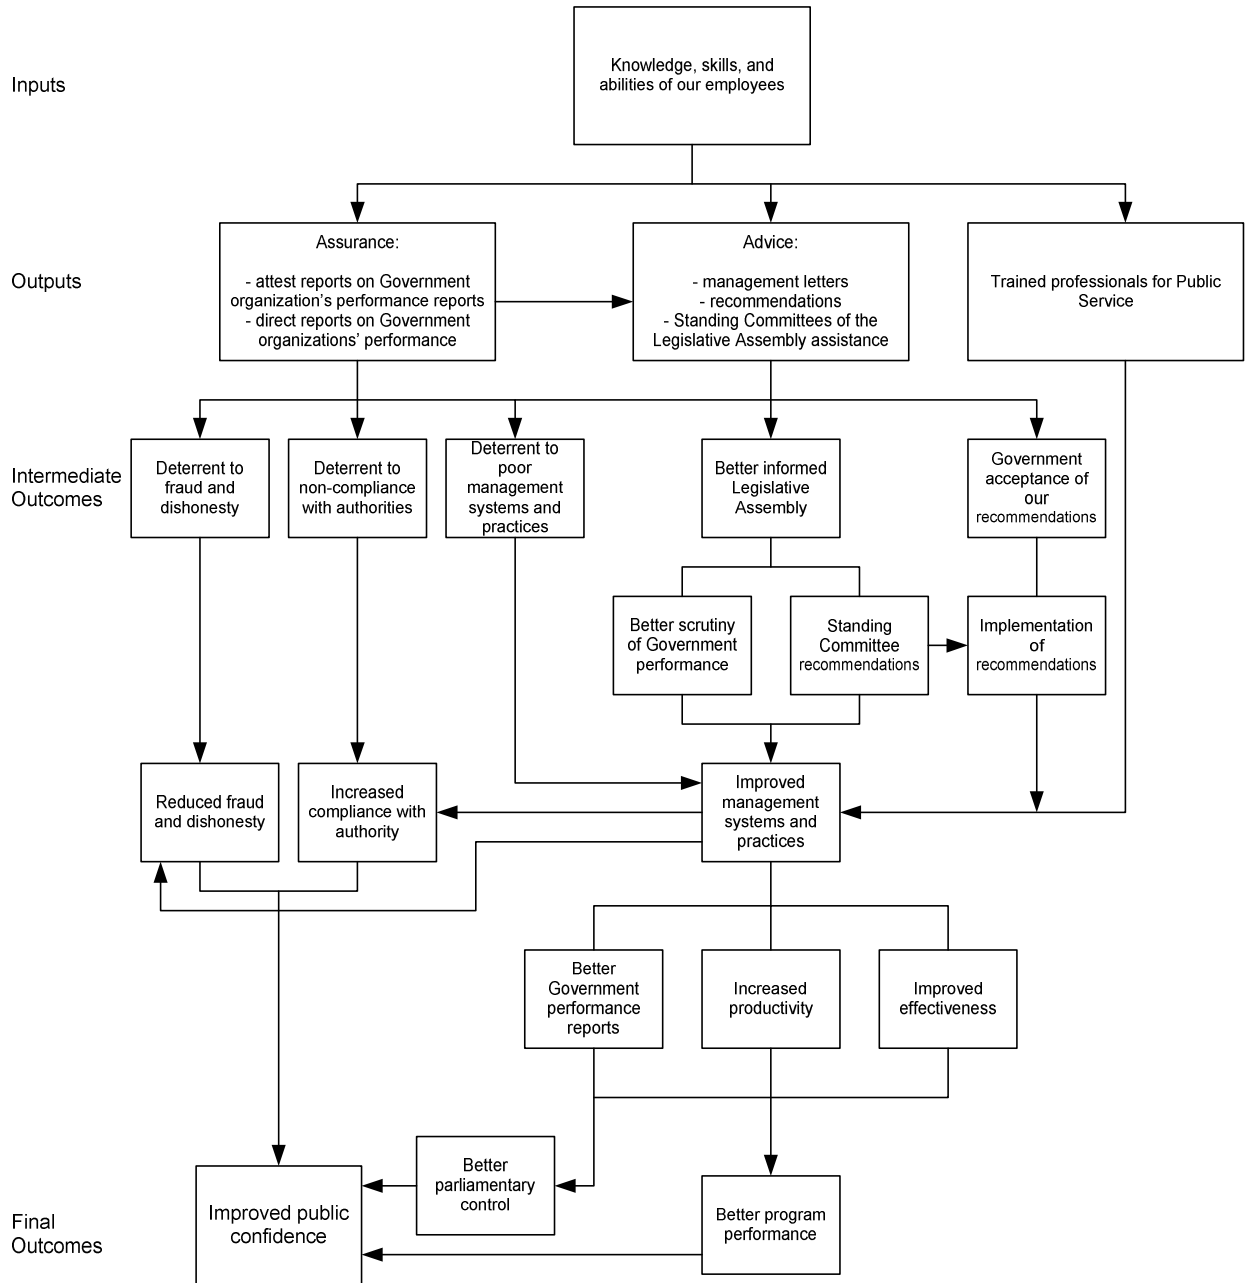 Inputs
Knowledge, skills, and
abilities of our employees
Outputs
Assurance:
- attest reports on Government
organization's performance reports
- direct reports on Government
organizations' performance
Advice:
- management letters
- recommendations
- Standing Committees of the
Legislative Assembly assistance
Trained professionals for Public
Service
Intermediate
Outcomes
Deterrent to
fraud and
dishonesty
Deterrent to
non-compliance
with authorities
Deterrent to
poor
management
systems and
practices
Better informed
Legislative
Assembly
Government
acceptance of
our
recommendations
Better scrutiny
of Government
performance
Standing
Committee
recommendations
Implementation
of
recommendations
Reduced fraud
and dishonesty
Increased
compliance with
authority
Improved
management
systems and
practices
Better
Government
performance
reports
Increased
productivity
Improved
effectiveness
Final
Outcomes
Improved public
confidence
Better
parliamentary
control
Better program
performance